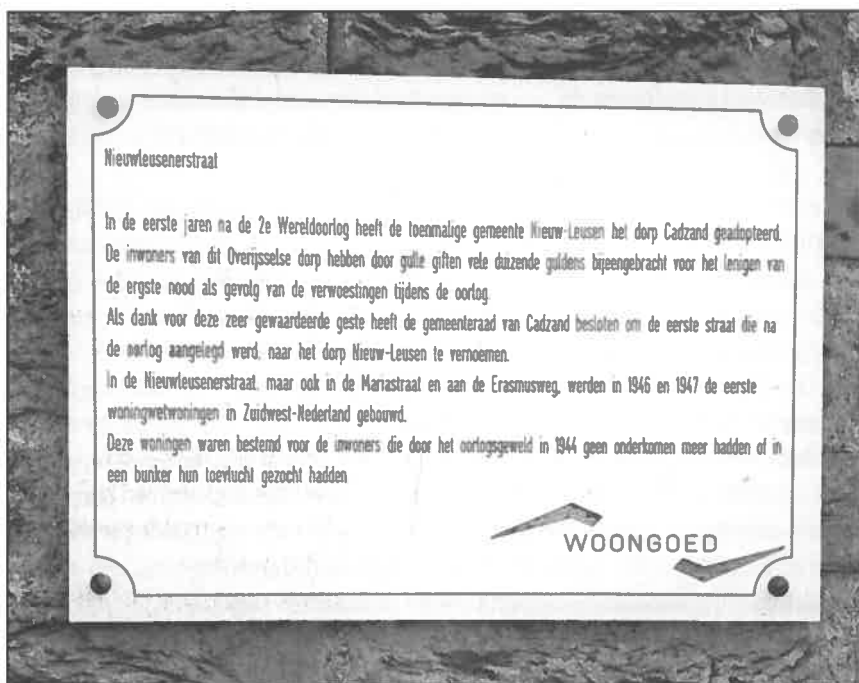 Nieuwleusenerstraat
In de eerste jaren na de 2e Wereldoorlog heeft de toenmalige gemeente Nieuw-Leusen het dorp Cadzand geadopteerd.
De inwoners van dit Overijsselse dorp hebben door gulle giften vele duizende guldens bijeengebracht voor het lenigen van
de ergste nood als gevolg van de verwoestingen tijdens de oorlog.
Als dank voor deze zeer gewaardeerde geste heeft de gemeenteraad van Cadzand besloten om de eerste straat die na
de oorlog aangelegd werd, naar het dorp Nieuw-Leusen te vernoemen.
In de Nieuwleusenerstraat, maar ook in de Mariastraat en aan de Erasmusweg, werden in 1946 en 1947 de eerste
woningwetwoningen in Zuidwest-Nederland gebouwd.
Deze woningen waren bestemd voor de inwoners die door het oorlogsgeweld in 1944 geen onderkomen meer hadden of in
een bunker hun toevlucht gezocht hadden
WOONGOED